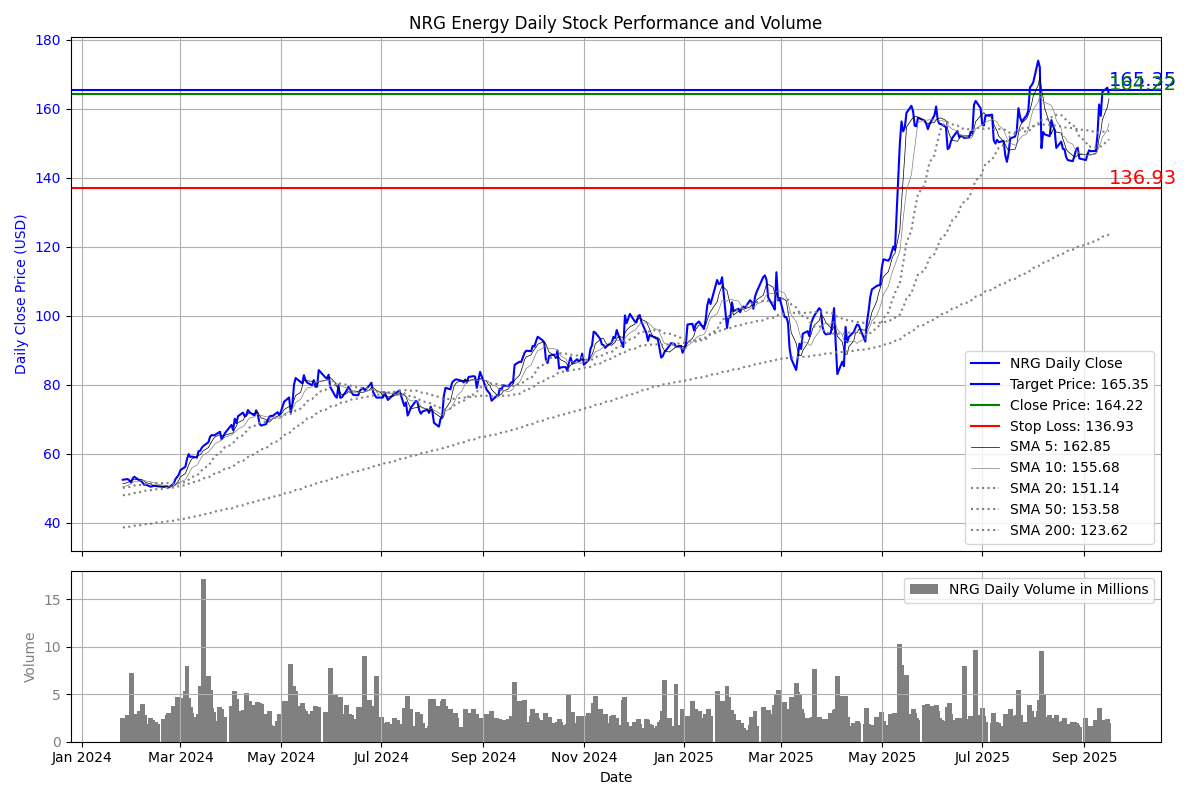 NRG Energy Daily Stock Performance and Volume
Daily Close Price (USD)
180
160
140
120
100
80
60
40
165.35
164.22
136.93
NRG Daily Close
Target Price: 165.35
Close Price: 164.22
Stop Loss: 136.93
SMA 5: 162.85
SMA 10: 155.68
SMA 20: 151.14
SMA 50: 153.58
SMA 200: 123.62
Volume
15
10
5
0
NRG Daily Volume in Millions
Jan 2024 Mar 2024 May 2024 Jul 2024 Sep 2024 Nov 2024 Jan 2025 Mar 2025 May 2025 Jul 2025 Sep 2025
Date